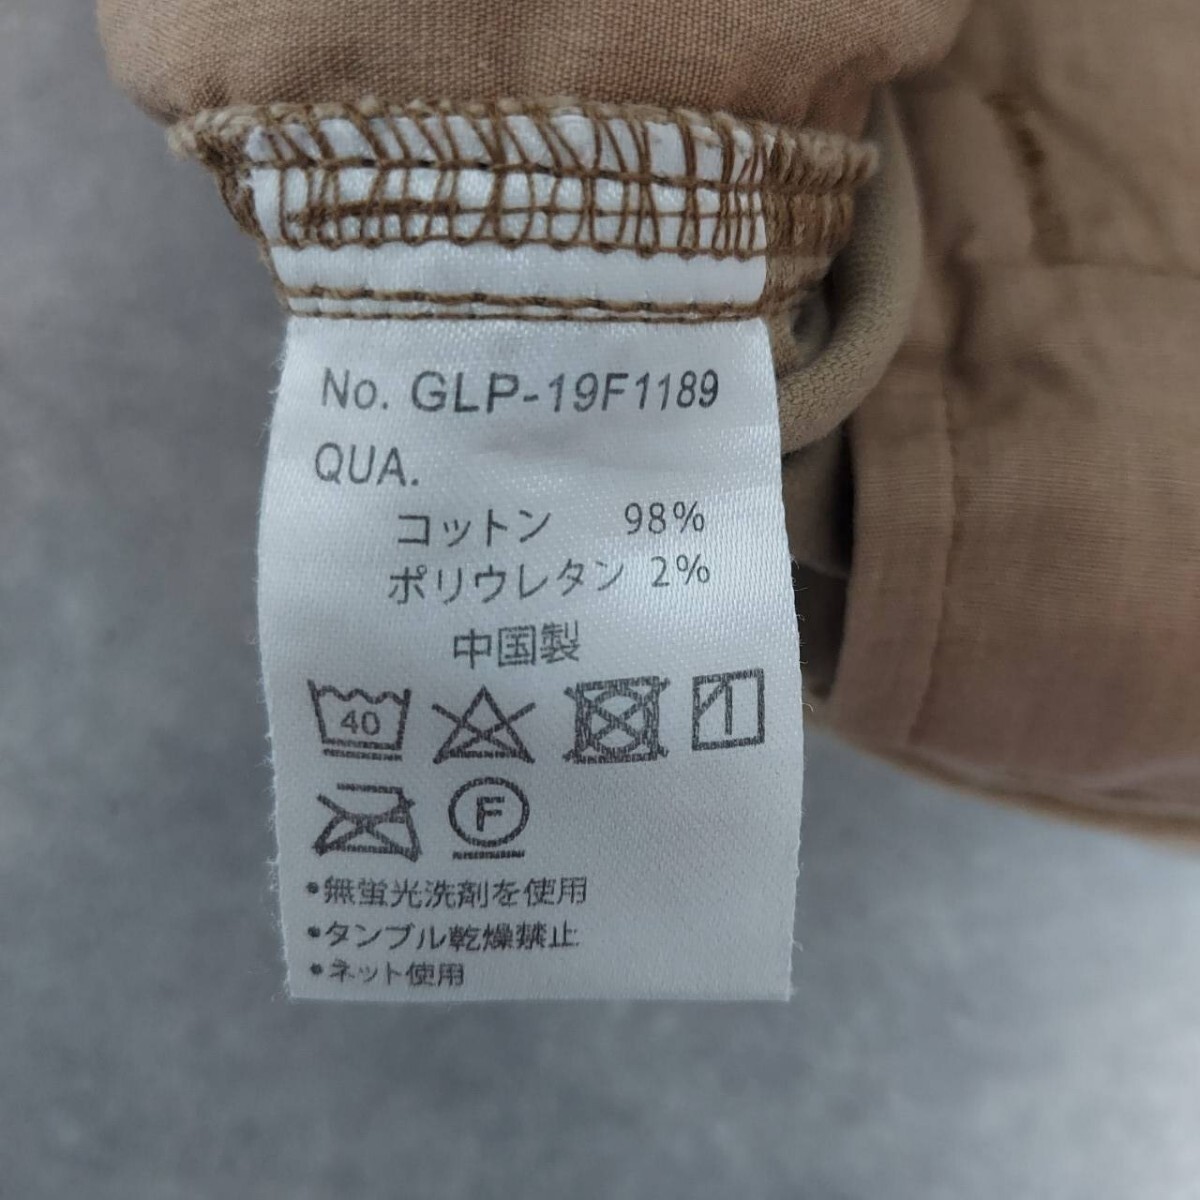 No. GLP-19F1189
QUA.
コットン 98%
ポリウレタン 2%
中国製
40
F
•無蛍光洗剤を使用
•タンブル乾燥禁止
•ネット使用